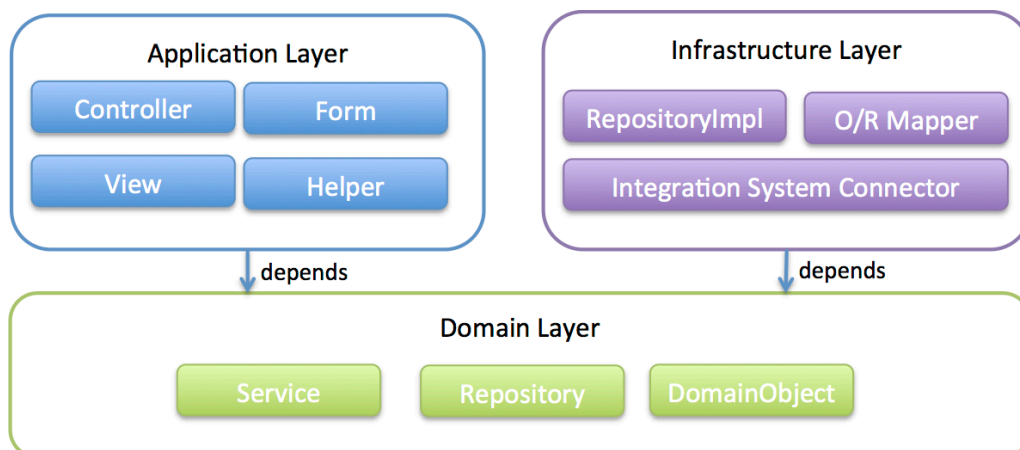 Application Layer
Controller
Form
View
Helper
Infrastructure Layer
RepositoryImpl
O/R Mapper
Integration System Connector
depends
depends
Domain Layer
Service
Repository
DomainObject